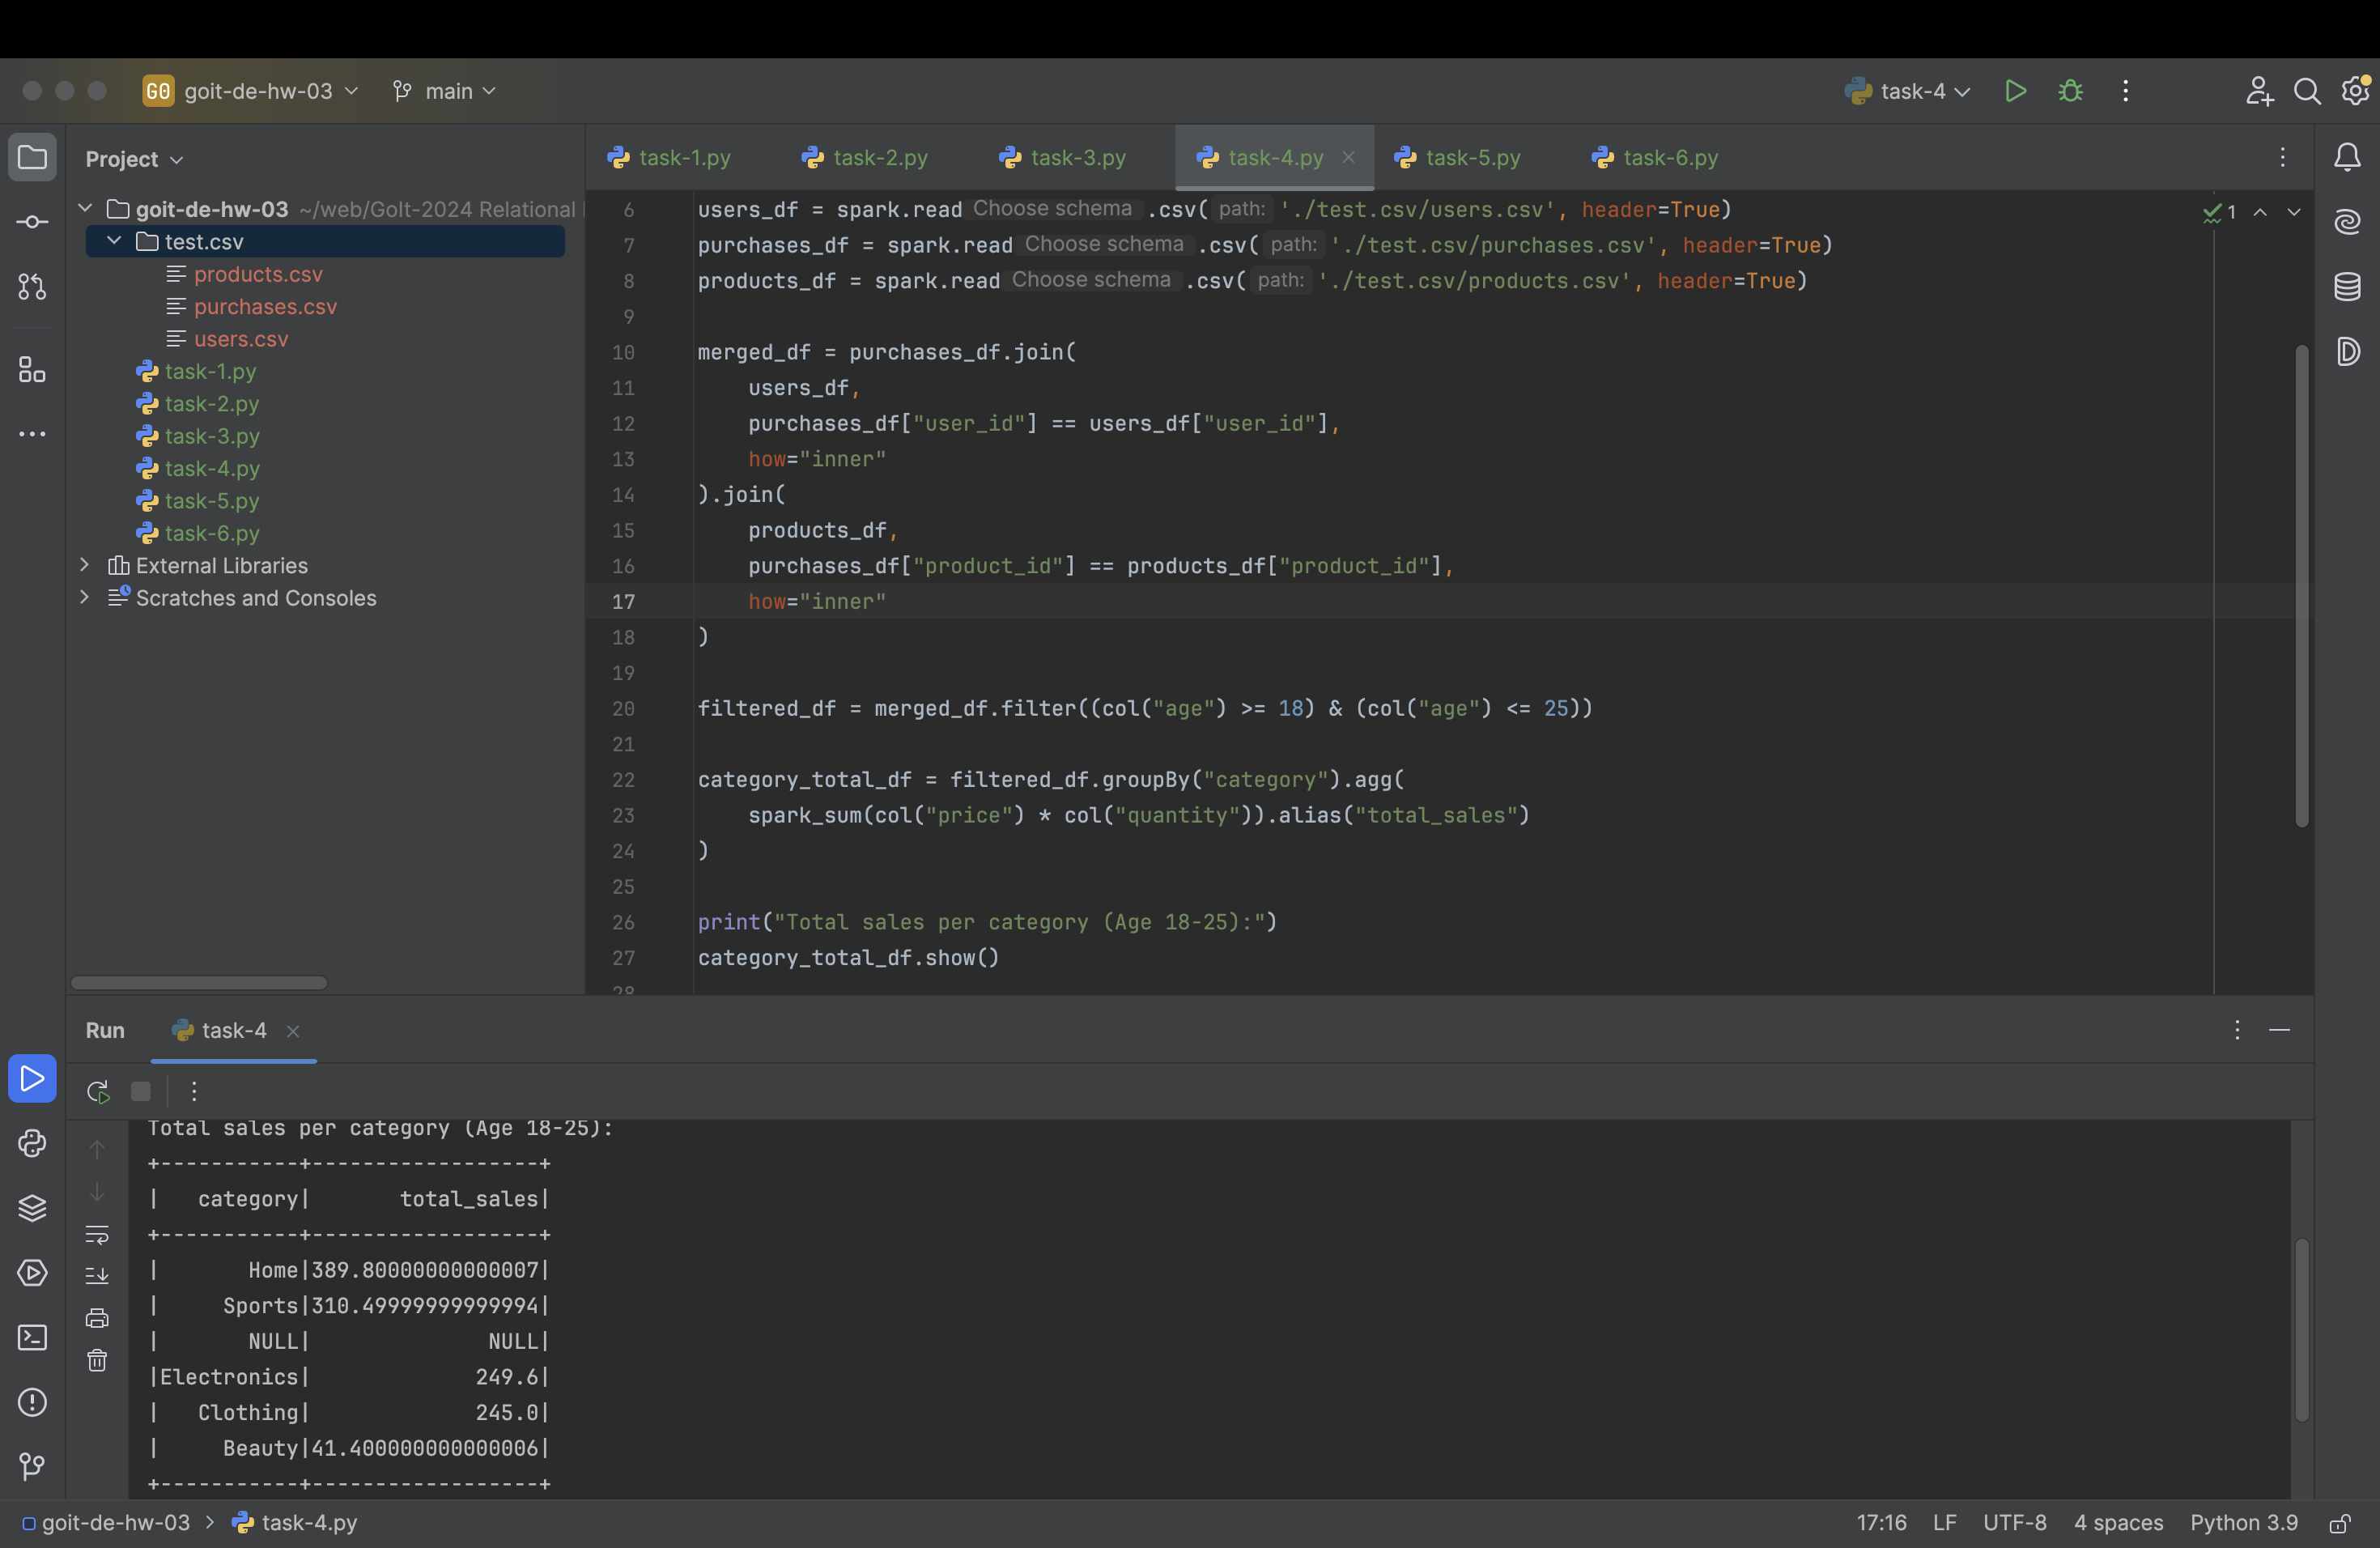 GO goit-de-hw-03 main task-4
Project
goit-de-hw-03 ~/web/GoIt-2024 Relational
test.csv
products.csv
purchases.csv
users.csv
task-1.py
task-2.py
task-3.py
task-4.py
task-5.py
task-6.py
External Libraries
Scratches and Consoles
task-1.py task-2.py task-3.py task-4.py task-5.py task-6.py
6 users_df = spark.read Choose schema .csv( path: './test.csv/users.csv', header=True)
1
7 purchases_df = spark.read Choose schema .csv( path: './test.csv/purchases.csv', header=True)
8 products_df = spark.read Choose schema .csv( path: './test.csv/products.csv', header=True)
9
10 merged_df = purchases_df.join(
11 users_df,
12 purchases_df["user_id"] == users_df["user_id"],
13 how="inner"
14 ).join(
15 products_df,
16 purchases_df["product_id"] == products_df["product_id"],
17 how="inner"
18 )
19
20 filtered_df = merged_df.filter((col("age") >= 18) & (col("age") <= 25))
21
22 category_total_df = filtered_df.groupBy("category").agg(
23 spark_sum(col("price") * col("quantity")).alias("total_sales")
24 )
25
26 print("Total sales per category (Age 18-25):")
27 category_total_df.show()
28
Run task-4
Total sales per category (Age 18-25):
+-----------+------------------+
|   category|       total_sales|
+-----------+------------------+
|       Home|389.80000000000007|
|     Sports|310.49999999999994|
|       NULL|              NULL|
|Electronics|             249.6|
|   Clothing|             245.0|
|     Beauty|41.400000000000006|
+-----------+------------------+
goit-de-hw-03 > task-4.py 17:16 LF UTF-8 4 spaces Python 3.9